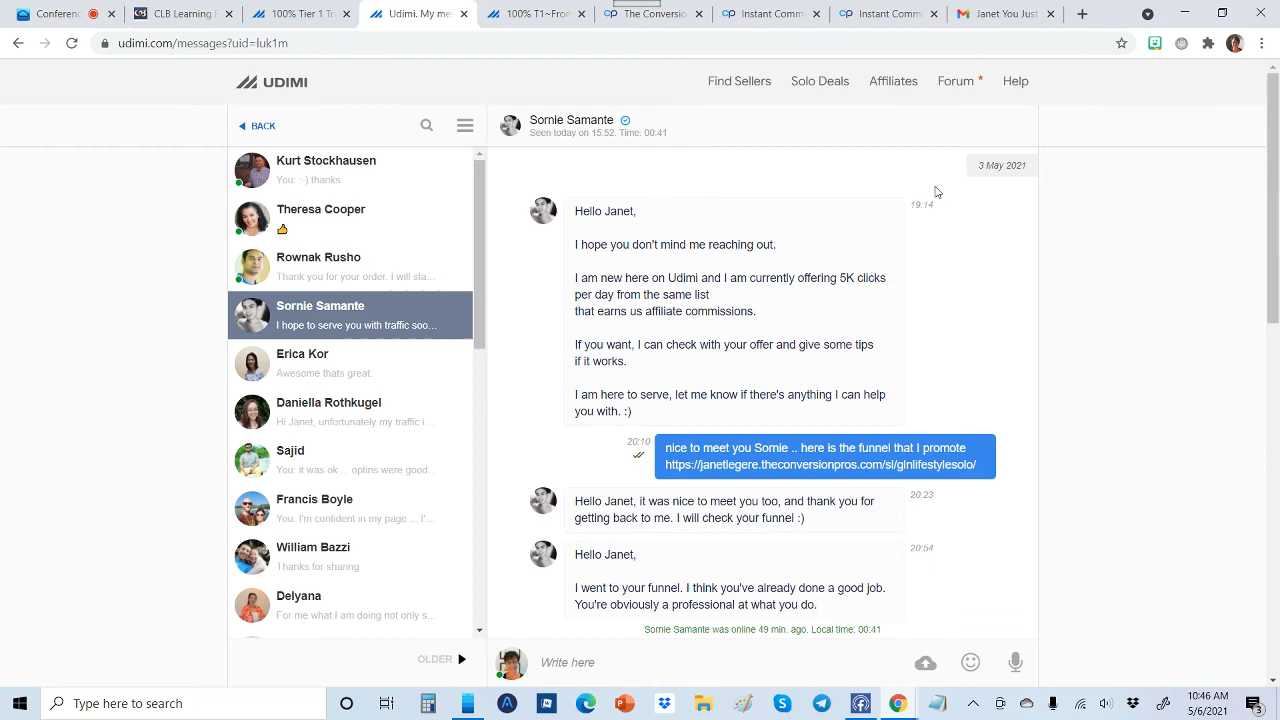 Conference
CLB Leading F
Dashboard T
Udimi, My me
100% T1~Fron
The Conversion
Instant Comm
Instant Comm
Janet You Just
udimi.com/messages?uid=luk1m
UDIMI
Find Sellers
Solo Deals
Affiliates
Forum *
Help
BACK
Sornie Samante
Seen today on 15:52. Time: 00:41
Kurt Stockhausen
You: :-) thanks
Theresa Cooper
Rownak Rusho
Thank you for your order. I will sta...
Sornie Samante
I hope to serve you with traffic soo...
Erica Kor
Awesome thats great.
Daniella Rothkugel
Hi Janet, unfortunately my traffic i...
Sajid
You: it was ok ... optins were good...
Francis Boyle
You: I'm confident in my page ... I'...
William Bazzi
Thanks for sharing
Delyana
For me what I am doing not only s...
OLDER
3 May 2021
19:14
Hello Janet,
I hope you don't mind me reaching out.
I am new here on Udimi and I am currently offering 5K clicks
per day from the same list
that earns us affiliate commissions.
If you want, I can check with your offer and give some tips
if it works.
I am here to serve, let me know if there's anything I can help
you with. :)
20:10
nice to meet you Sornie .. here is the funnel that I promote
https://janetlegere.theconversionpros.com/sl/glnlifestylesolo/
20:23
Hello Janet, it was nice to meet you too, and thank you for
getting back to me. I will check your funnel :)
20:54
Hello Janet,
I went to your funnel. I think you've already done a good job.
You're obviously a professional at what you do.
Sornie Samante was online 49 min. ago. Local time: 00:41
Write here
Type here to search
10:46 AM
5/6/2021
3